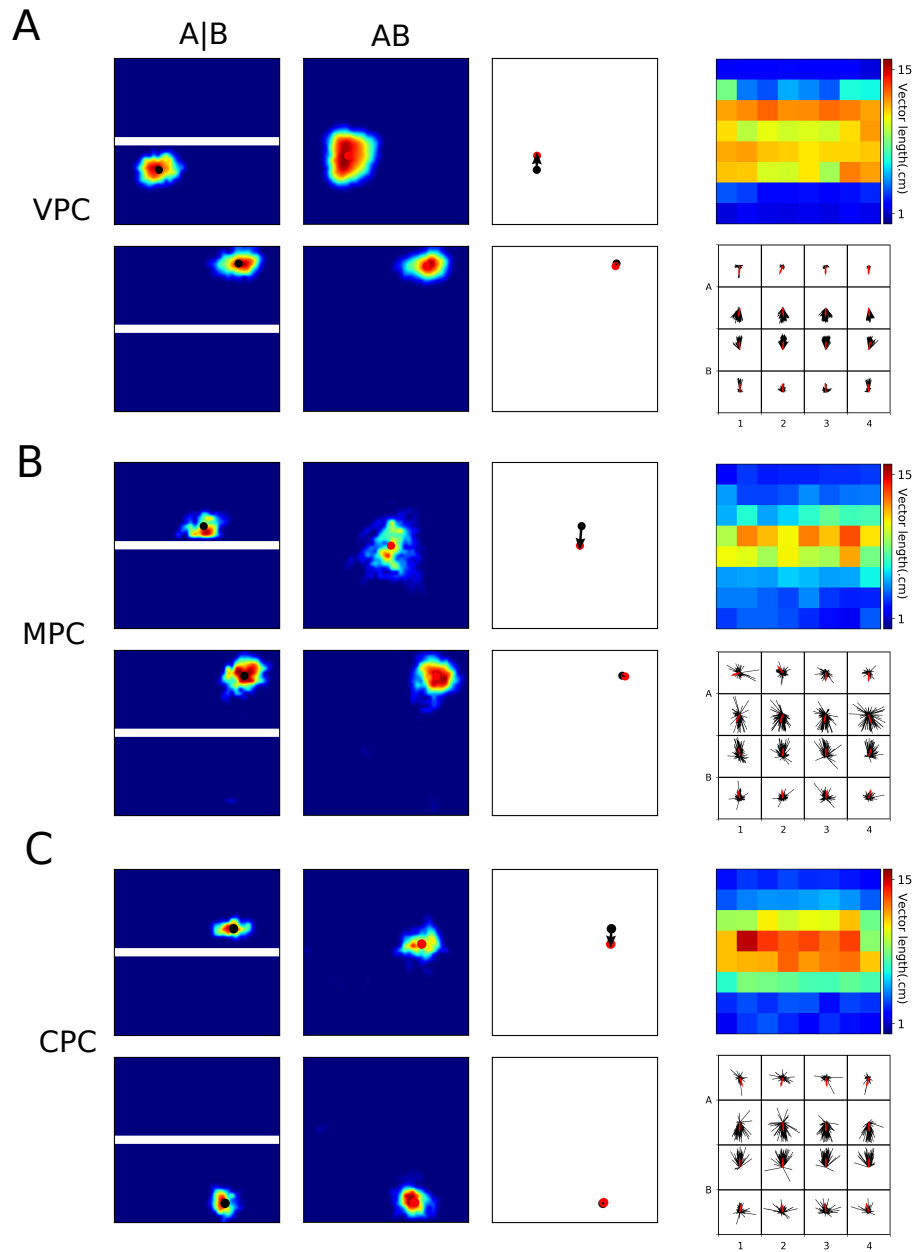 A
A|B
AB
VPC
15
Vector length(.cm)
1
A
B
1 2 3 4
B
MPC
15
Vector length(.cm)
1
A
B
1 2 3 4
C
CPC
15
Vector length(.cm)
1
A
B
1 2 3 4